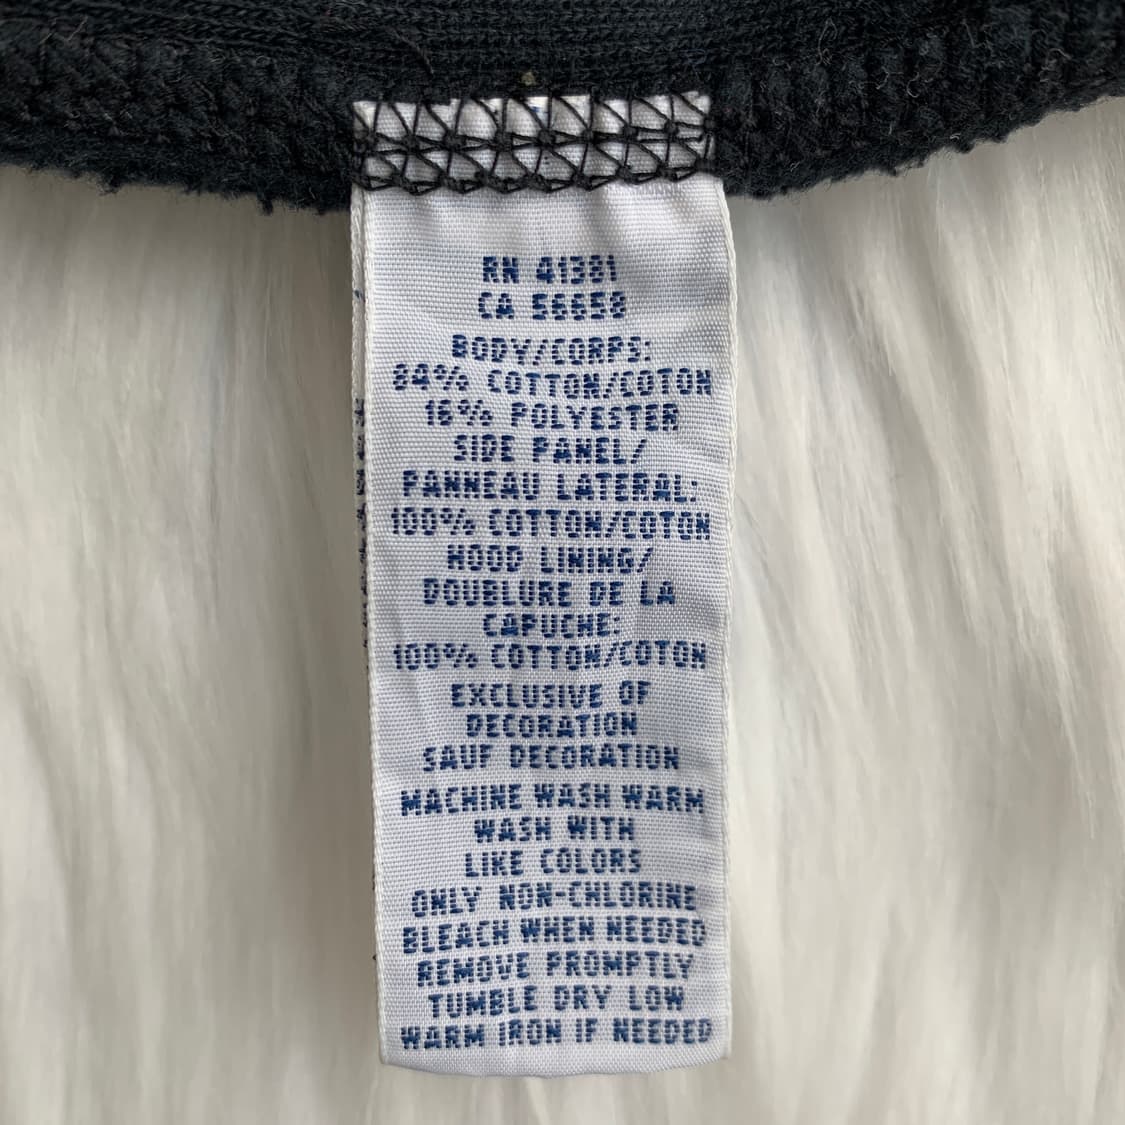 RN 41381
CA 56658
BODY/CORPS:
84% COTTON/COTON
16% POLYESTER
SIDE PANEL/
PANNEAU LATERAL:
100% COTTON/COTON
HOOD LINING/
DOUBLURE DE LA
CAPUCHE:
100% COTTON/COTON
EXCLUSIVE OF
DECORATION
SAUF DECORATION
MACHINE WASH WARM
WASH WITH
LIKE COLORS
ONLY NON-CHLORINE
BLEACH WHEN NEEDED
REMOVE PROMPTLY
TUMBLE DRY LOW
WARM IRON IF NEEDED